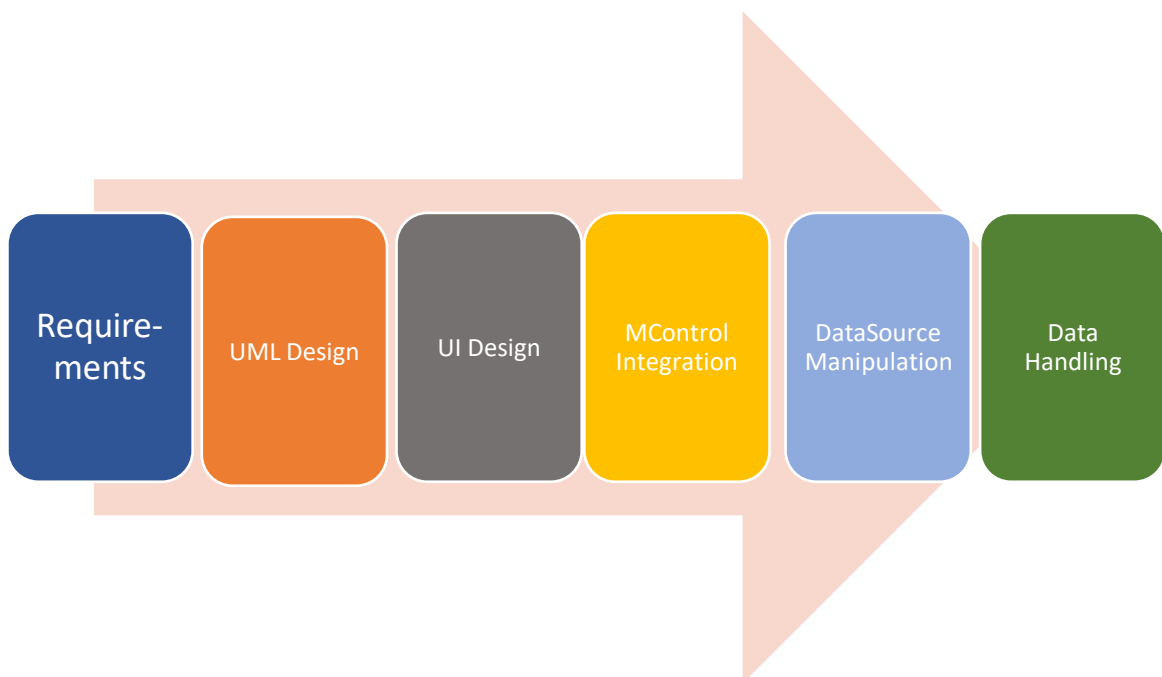 Require-
ments
UML Design
UI Design
MControl
Integration
DataSource
Manipulation
Data
Handling